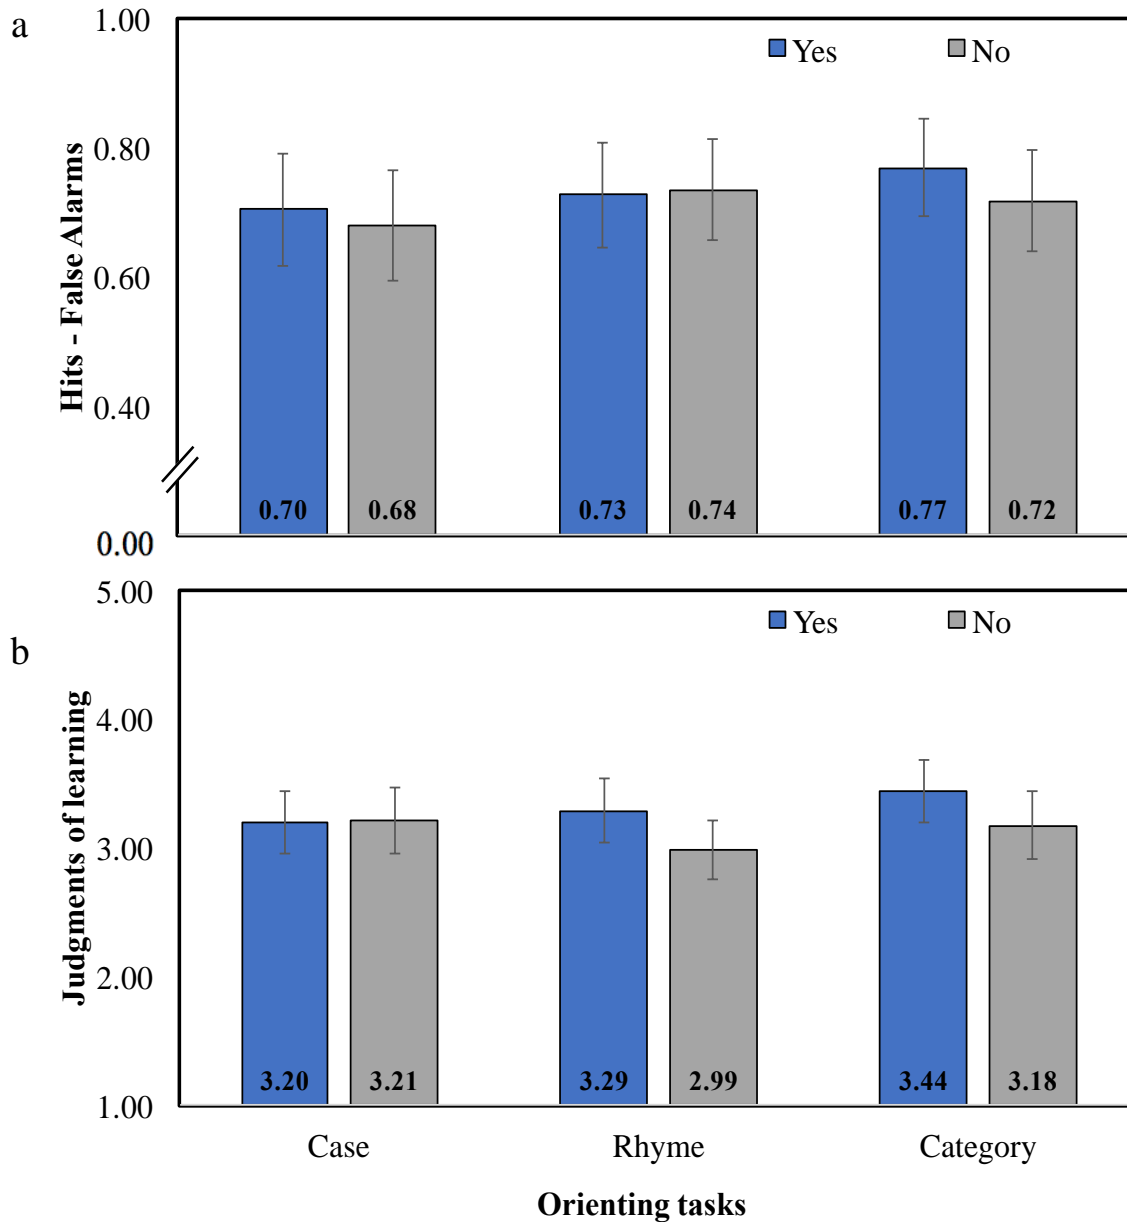 a
1.00
Yes No
0.80
0.60
0.40
0.00
Hits - False Alarms
0.70 0.68 0.73 0.74 0.77 0.72
b
5.00
Yes No
4.00
3.00
2.00
1.00
Judgments of learning
3.20 3.21 3.29 2.99 3.44 3.18
Case Rhyme Category
Orienting tasks